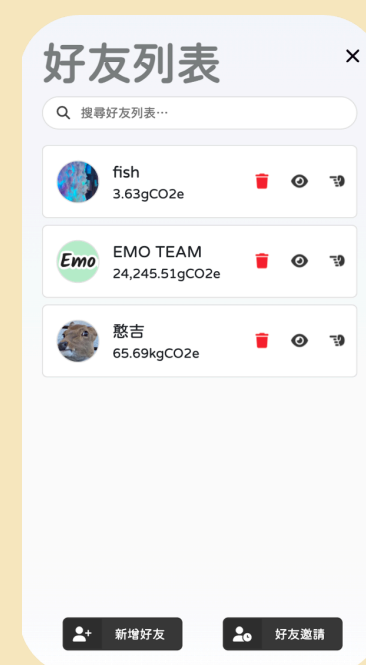 好友列表
搜尋好友列表⋯
fish
3.63gCO2e
Emo
EMO TEAM
24,245.51gCO2e
憨吉
65.69kgCO2e
新增好友
好友邀請